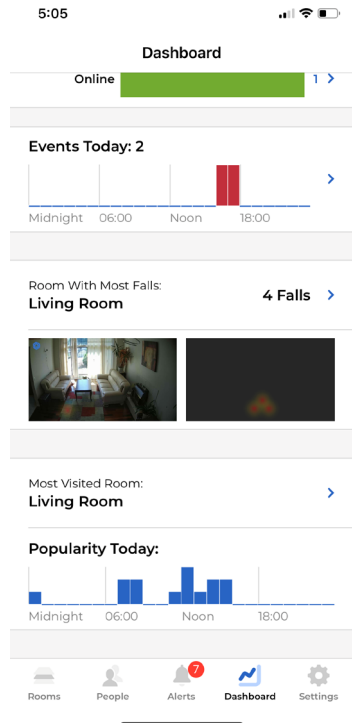 5:05
Dashboard
Online 1
Events Today: 2
Midnight 06:00 Noon 18:00
Room With Most Falls:
Living Room
4 Falls
Most Visited Room:
Living Room
Popularity Today:
Midnight 06:00 Noon 18:00
7
Rooms People Alerts Dashboard Settings